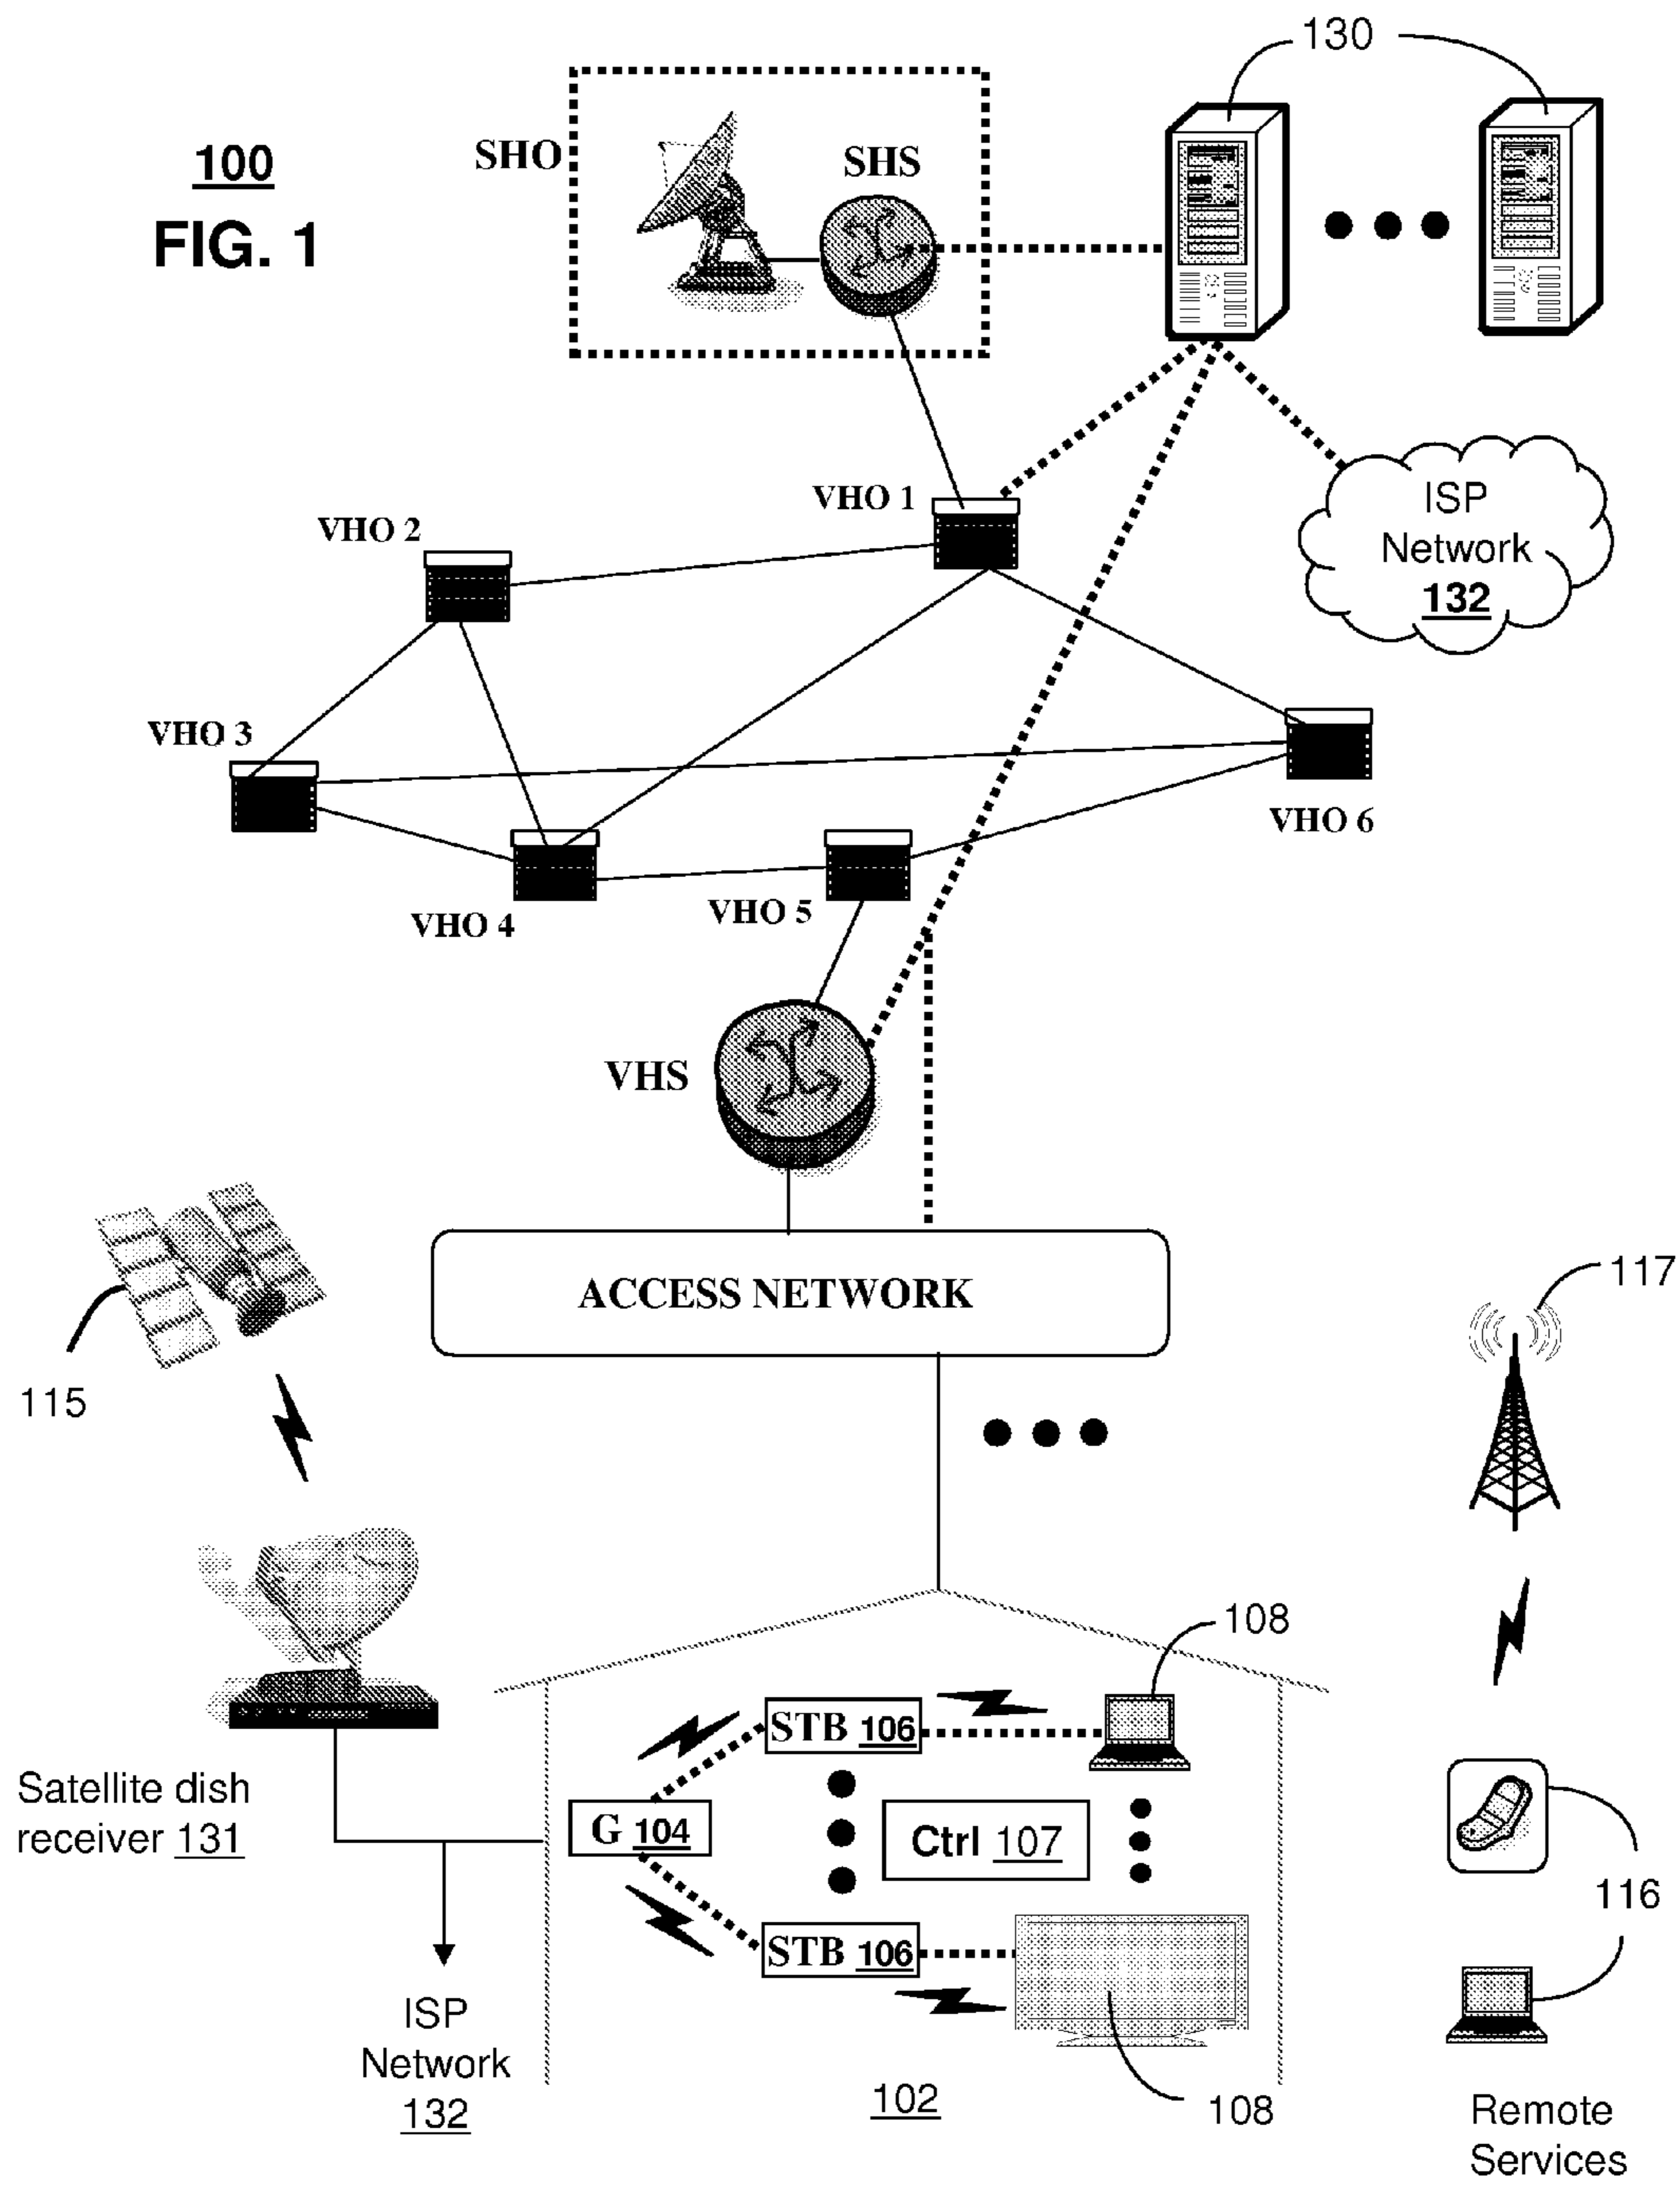 130
100
FIG. 1
SHO
SHS
VHO 1
ISP
Network
132
VHO 2
VHO 3
VHO 6
VHO 4
VHO 5
VHS
ACCESS NETWORK
117
115
108
STB 106
Satellite dish
receiver 131
G 104
Ctrl 107
116
STB 106
ISP
Network
132
102
108
Remote
Services